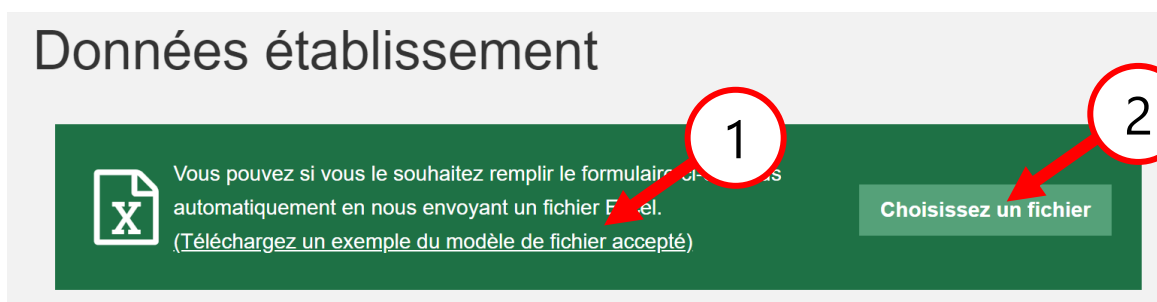 Données établissement
1
2
Vous pouvez si vous le souhaitez remplir le formulaire
automatiquement en nous envoyant un fichier
(Téléchargez un exemple du modèle de fichier accepté)
X
Choisissez un fichier